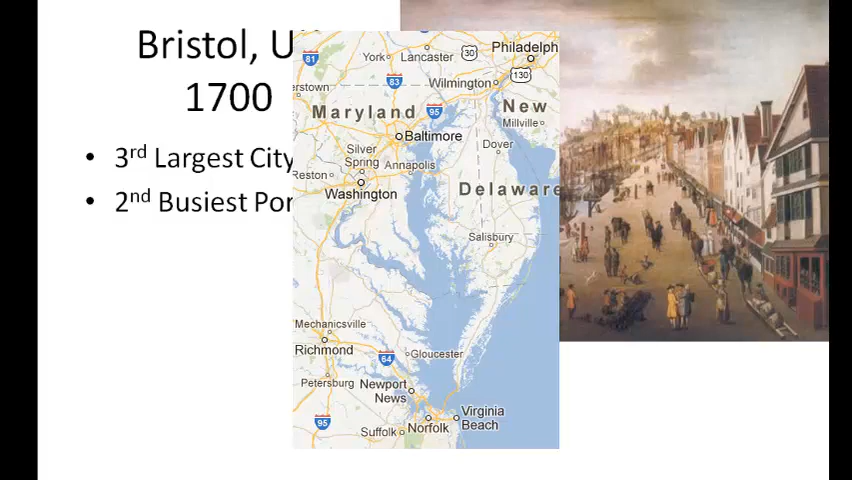 Bristol, U
1700
• 3rd Largest City
• 2nd Busiest Por
81
York
Lancaster
30
Philadelph
83
130
erstown
Wilmington
Maryland
95
New
Millville
Baltimore
Silver
Spring
Dover
Annapolis
Reston
Washington
Delaware
Salisbury
Mechanicsville
Richmond
64
Gloucester
Petersburg
Newport
News
95
Virginia
Beach
Suffolk
Norfolk